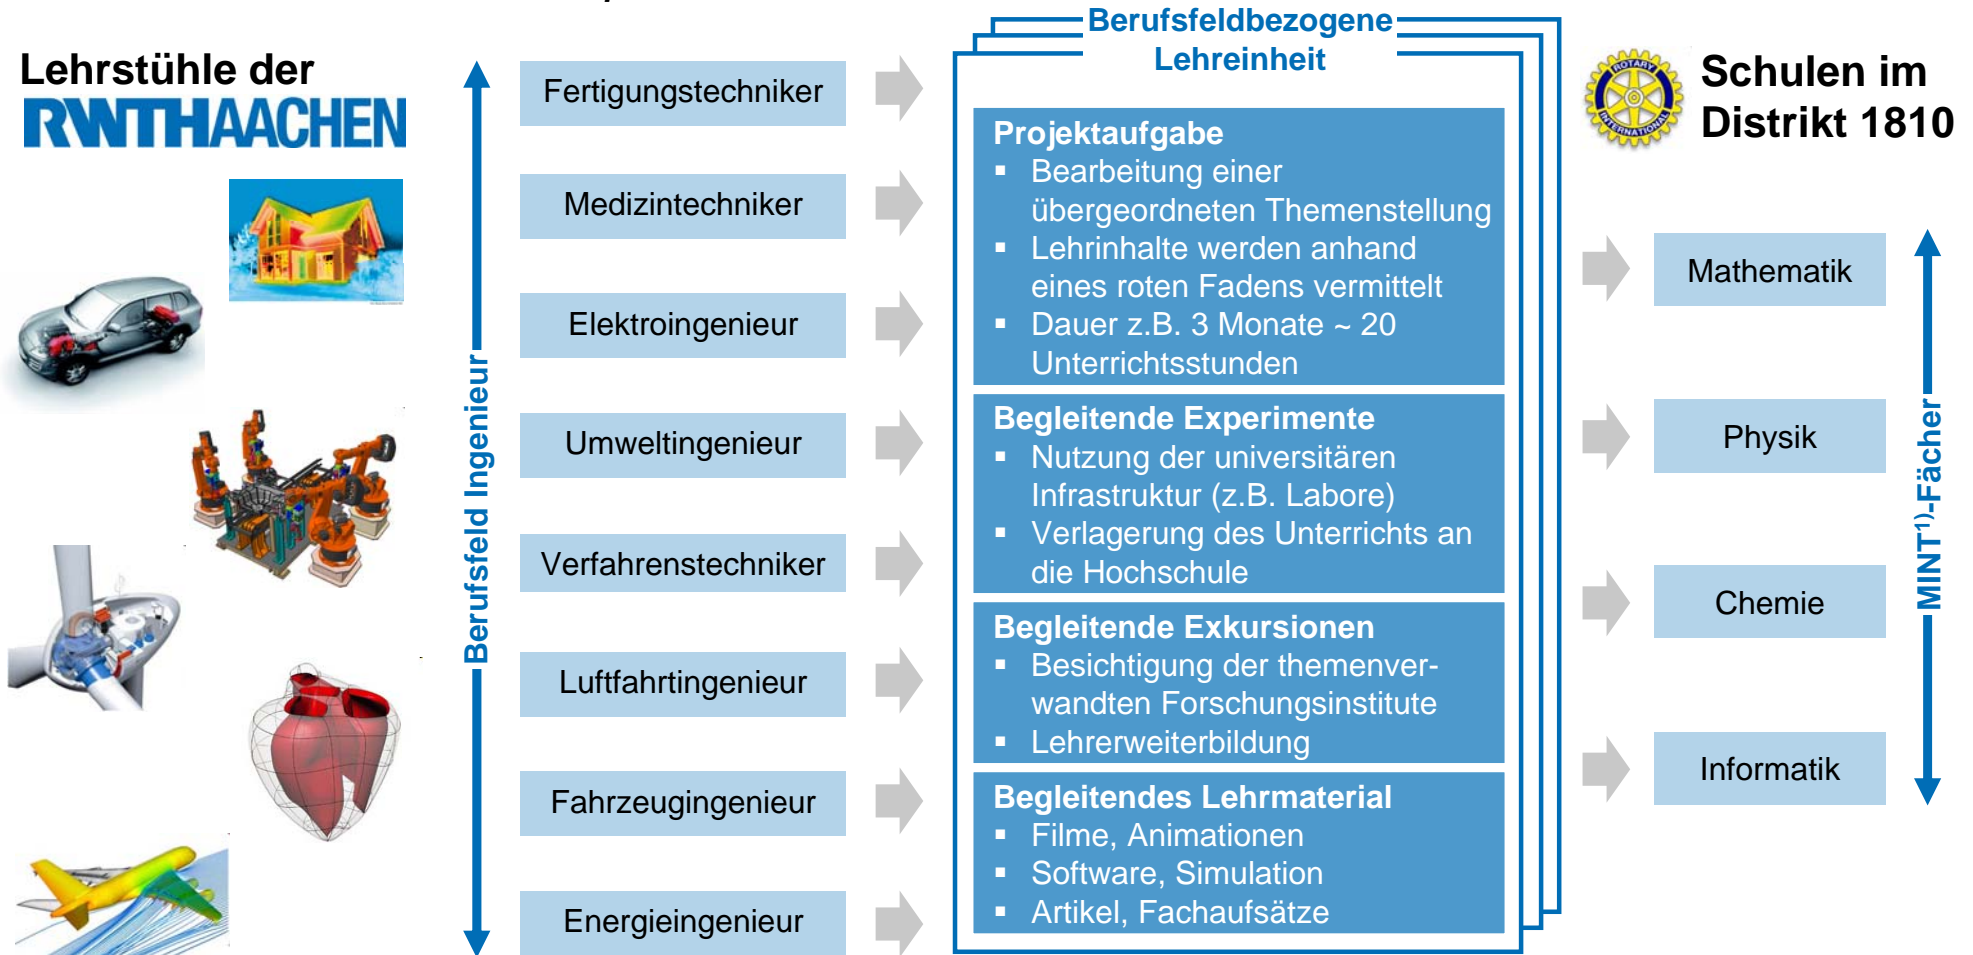 Lehrstühle der
RWTHAACHEN
Berufsfeld Ingenieur
Fertigungstechniker
Medizintechniker
Elektroingenieur
Umweltingenieur
Verfahrenstechniker
Luftfahrtingenieur
Fahrzeugingenieur
Energieingenieur
Berufsfeldbezogene
Lehreinheit
Projektaufgabe
▪ Bearbeitung einer
übergeordneten Themenstellung
▪ Lehrinhalte werden anhand
eines roten Fadens vermittelt
▪ Dauer z.B. 3 Monate ~ 20
Unterrichtsstunden
Begleitende Experimente
▪ Nutzung der universitären
Infrastruktur (z.B. Labore)
▪ Verlagerung des Unterrichts an
die Hochschule
Begleitende Exkursionen
▪ Besichtigung der themenver-
wandten Forschungsinstitute
▪ Lehrerweiterbildung
Begleitendes Lehrmaterial
▪ Filme, Animationen
▪ Software, Simulation
▪ Artikel, Fachaufsätze
ROTARY
INTERNATIONAL
Schulen im
Distrikt 1810
Mathematik
Physik
Chemie
Informatik
MINT¹⁾-Fächer